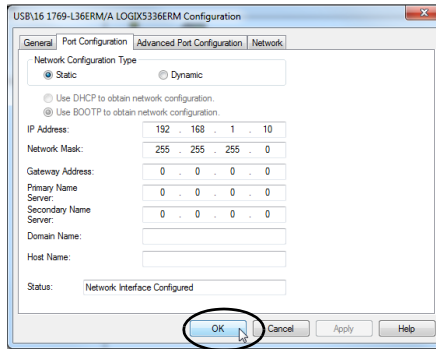 USB\16 1769-L36ERM/A LOGIX5336ERM Configuration
General Port Configuration Advanced Port Configuration Network
Network Configuration Type
Static Dynamic
Use DHCP to obtain network configuration.
Use BOOTP to obtain network configuration.
IP Address: 192 . 168 . 1 . 10
Network Mask: 255 . 255 . 255 . 0
Gateway Address: 0 . 0 . 0 . 0
Primary Name
Server: 0 . 0 . 0 . 0
Secondary Name
Server: 0 . 0 . 0 . 0
Domain Name:
Host Name:
Status: Network Interface Configured
OK Cancel Apply Help